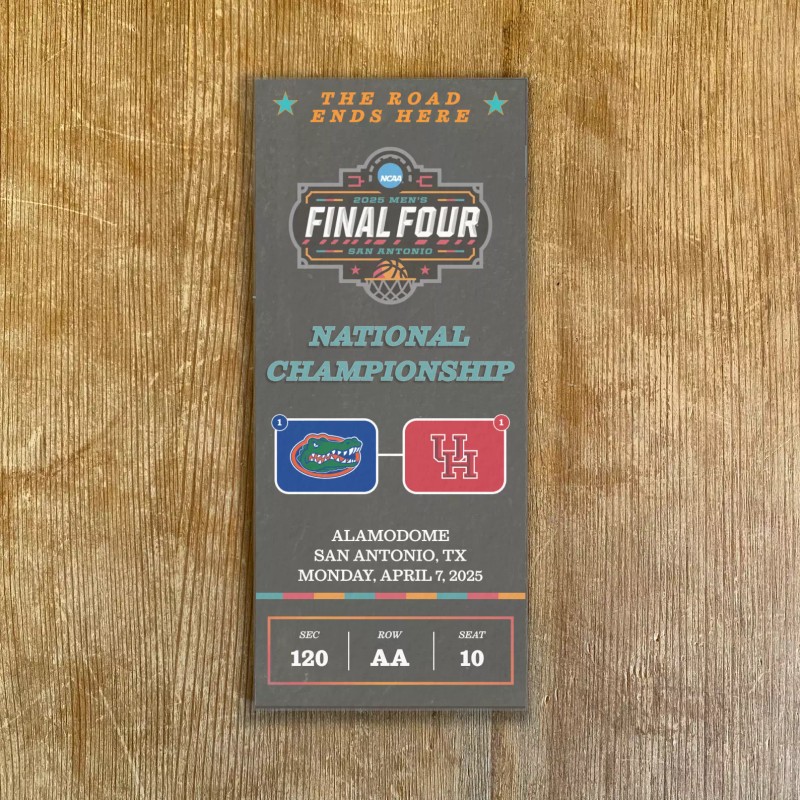 THE ROAD
ENDS HERE
NCAA
2025 MEN'S
FINAL FOUR
SAN ANTONIO
NATIONAL
CHAMPIONSHIP
1 1
UH
ALAMODOME
SAN ANTONIO, TX
MONDAY, APRIL 7, 2025
SEC ROW SEAT
120 AA 10